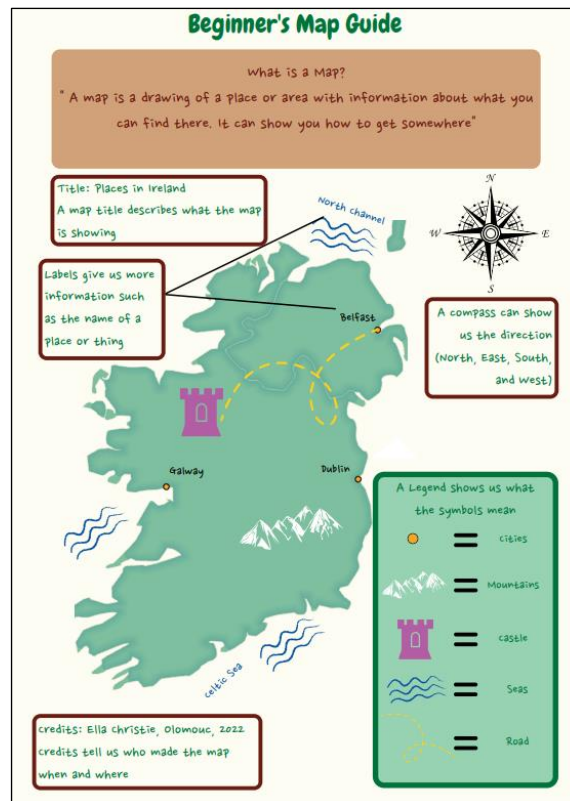 Beginner's Map Guide
What is a Map?
" A map is a drawing of a place or area with information about what you
can find there. It can show you how to get somewhere"
Title: Places in Ireland
A map title describes what the map
is showing
North Channel
N
W
E
S
Labels give us more
information such
as the name of a
place or thing
Belfast
A compass can show
us the direction
(North, East, South,
and West)
Galway
Dublin
A Legend shows us what
the symbols mean
= Cities
= Mountains
= castle
= Seas
= Road
Celtic Sea
credits: Ella Christie, Olomouc, 2022
credits tell us who made the map
when and where